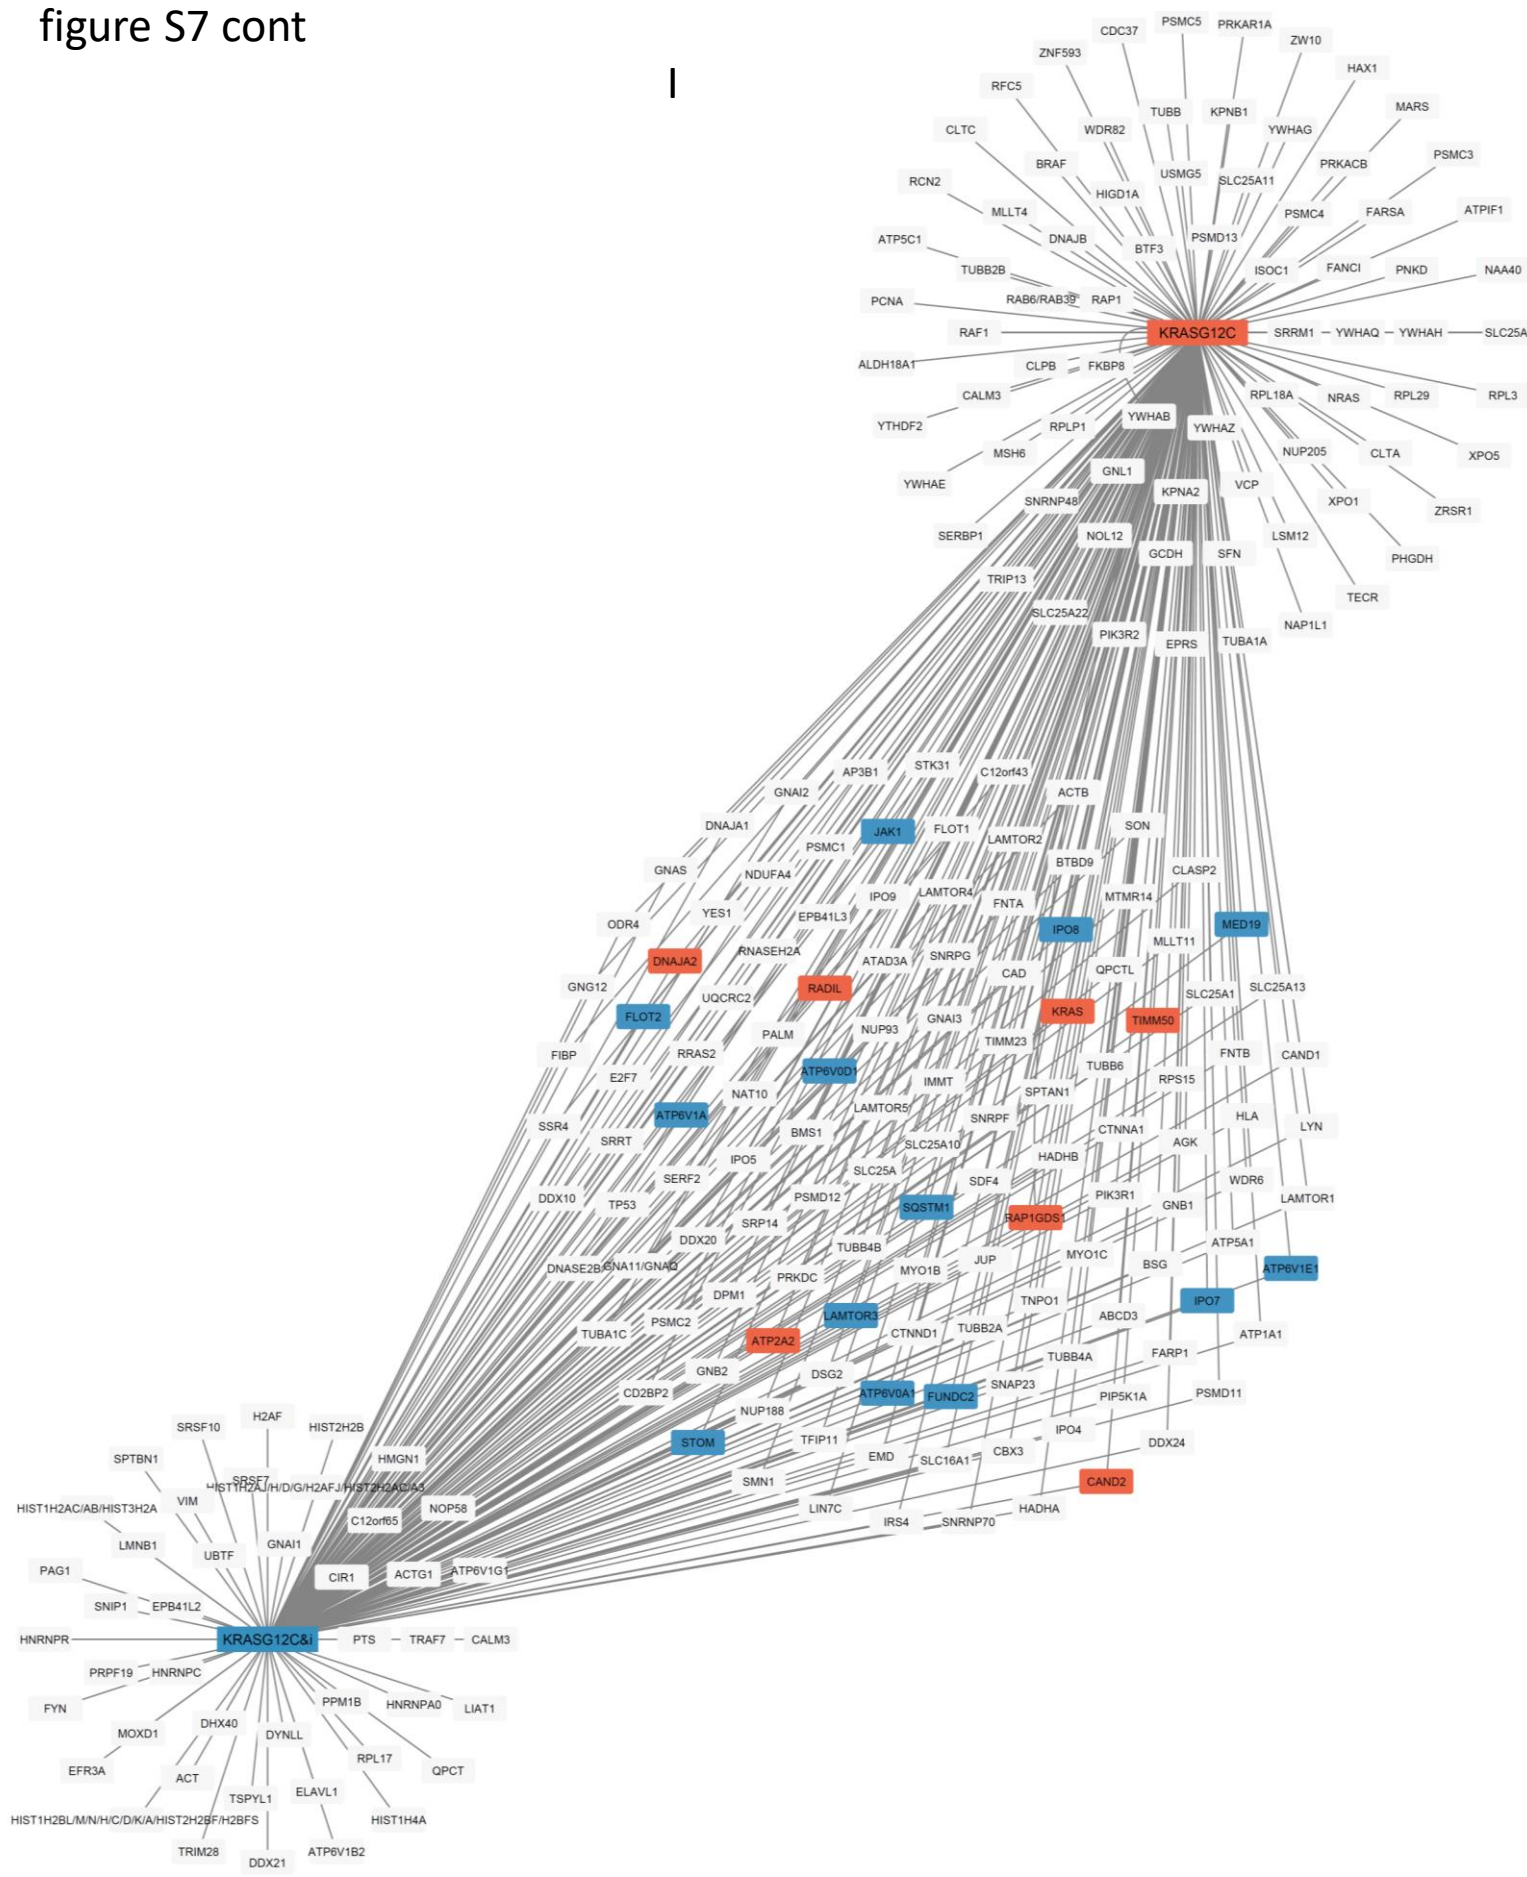 figure S7 cont
I
PSMC5
PRKAR1A
CDC37
ZW10
ZNF593
HAX1
RFC5
MARS
TUBB
KPNB1
CLTC
WDR82
YWHAG
PSMC3
BRAF
PRKACB
USMG5
SLC25A11
RCN2
HIGD1A
MLLT4
PSMC4
FARSA
ATPIF1
ATP5C1
DNAJB
BTF3
PSMD13
TUBB2B
ISOC1
FANCI
PNKD
NAA40
PCNA
RAB6/RAB39
RAP1
RAF1
KRASG12C
SRRM1
YWHAQ
YWHAH
SLC25A
ALDH18A1
CLPB
FKBP8
CALM3
RPL18A
NRAS
RPL29
RPL3
YTHDF2
RPLP1
YWHAB
YWHAZ
MSH6
NUP205
CLTA
XPO5
YWHAE
GNL1
KPNA2
VCP
SNRNP48
XPO1
ZRSR1
SERBP1
NOL12
LSM12
GCDH
SFN
PHGDH
TRIP13
TECR
SLC25A22
NAP1L1
PIK3R2
EPRS
TUBA1A
AP3B1
STK31
C12orf43
GNAI2
ACTB
DNAJA1
JAK1
FLOT1
LAMTOR2
SON
PSMC1
GNAS
NDUFA4
BTBD9
CLASP2
IPO9
LAMTOR4
FNTA
MTMR14
ODR4
YES1
EPB41L3
IPO8
MED19
DNAJA2
RNASEH2A
ATAD3A
SNRPG
MLLT11
GNG12
UQCRC2
RADIL
CAD
QPCTL
SLC25A1
SLC25A13
FLOT2
PALM
NUP93
GNAI3
KRAS
TIMM50
FIBP
RRAS2
TIMM23
FNTB
CAND1
E2F7
NAT10
ATP6V0D1
IMMT
SPTAN1
TUBB6
RPS15
SSR4
ATP6V1A
LAMTOR5
SNRPF
HLA
LYN
SRRT
BMS1
SLC25A10
CTNNA1
AGK
IPO5
HADHB
DDX10
TP53
SERF2
PSMD12
SLC25A
SDF4
PIK3R1
GNB1
WDR6
LAMTOR1
SRP14
SQSTM1
RAP1GDS1
DDX20
TUBB4B
ATP5A1
DNASE2B
GNA11/GNAQ
PRKDC
MYO1B
JUP
MYO1C
BSG
ATP6V1E1
DPM1
TNPO1
IPO7
TUBA1C
PSMC2
LAMTOR3
CTNND1
TUBB2A
ABCD3
ATP1A1
ATP2A2
FARP1
GNB2
DSG2
TUBB4A
CD2BP2
ATP6V0A1
FUNDC2
SNAP23
PIP5K1A
PSMD11
NUP188
STOM
TFIP11
EMD
SLC16A1
CBX3
IPO4
DDX24
SMN1
CAND2
LIN7C
IRS4
SNRNP70
HADHA
H2AF
SRSF10
HIST2H2B
SPTBN1
HMGN1
SRSF7
HIST1H2AJ/H/D/G/H2AFJ/HIST2H2AC/A3
HIST1H2AC/AB/HIST3H2A
VIM
NOP58
C12orf65
LMNB1
UBTF
GNAI1
PAG1
CIR1
ACTG1
ATP6V1G1
SNIP1
EPB41L2
HNRNPR
KRASG12C&i
PTS
TRAF7
CALM3
PRPF19
HNRNPC
FYN
PPM1B
HNRNPA0
LIAT1
MOXD1
DHX40
DYNLL
EFR3A
ACT
RPL17
QPCT
TSPYL1
ELAVL1
HIST1H2BL/M/N/H/C/D/K/A/HIST2H2BF/H2BFS
HIST1H4A
TRIM28
DDX21
ATP6V1B2